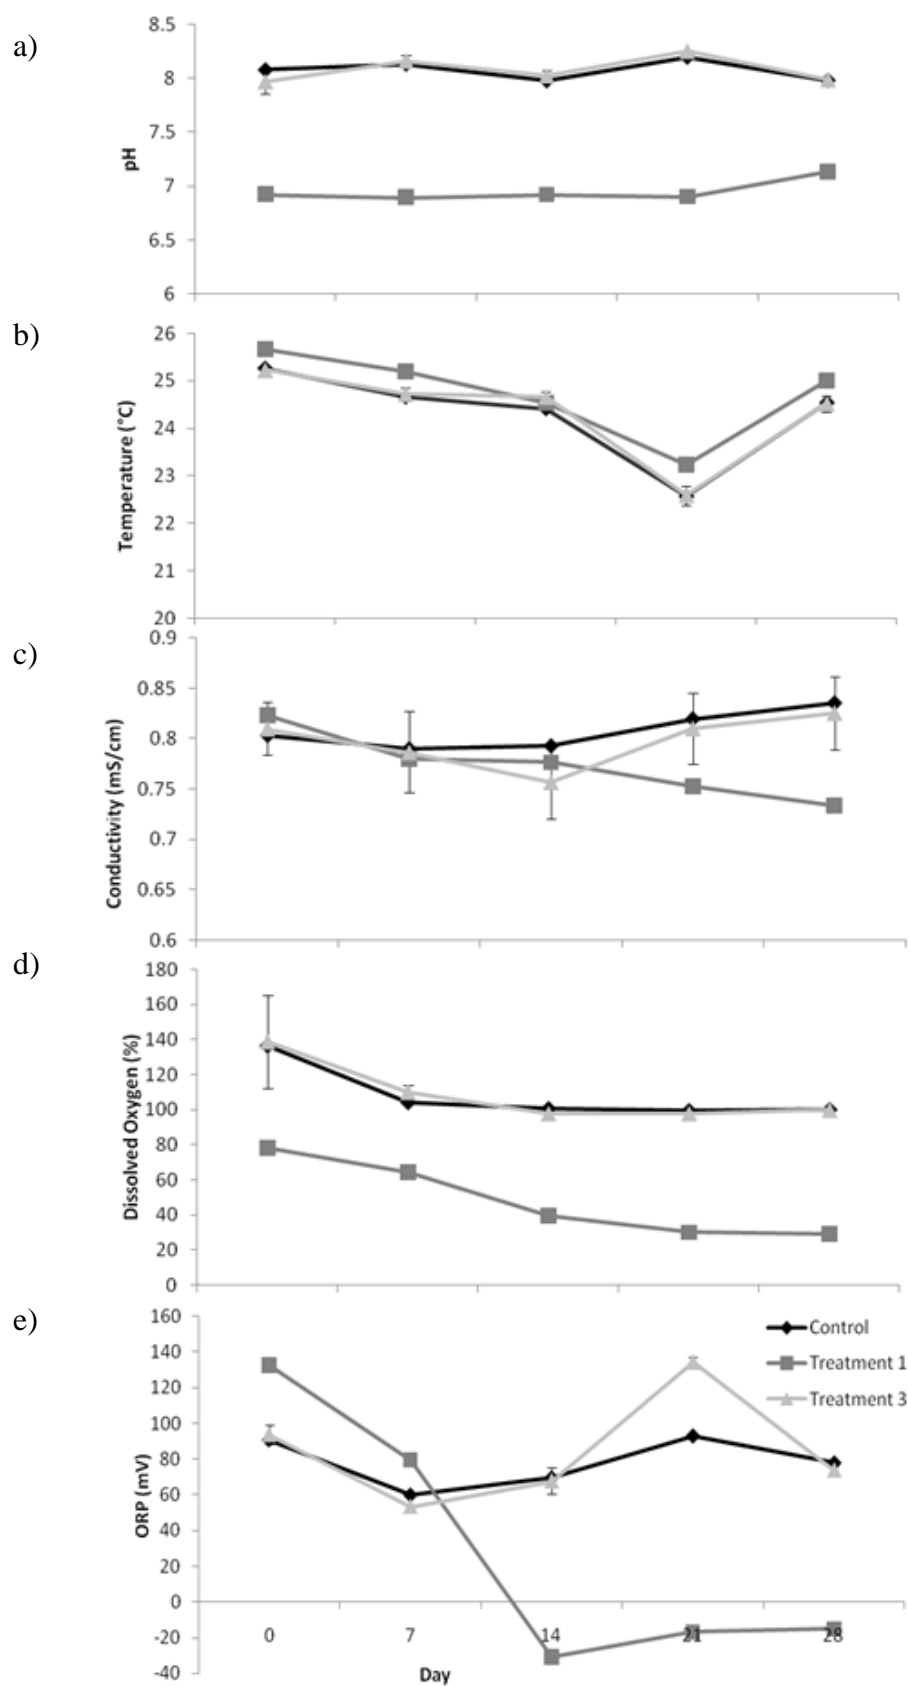 a)
8.5
8
7.5
7
6.5
6
pH
b)
26
25
24
23
22
21
20
Temperature (°C)
c)
0.9
0.85
0.8
0.75
0.7
0.65
0.6
Conductivity (mS/cm)
d)
180
160
140
120
100
80
60
40
20
0
Dissolved Oxygen (%)
e)
160
140
120
100
80
60
40
20
0
-20
-40
ORP (mV)
Control
Treatment 1
Treatment 3
0 7 14 21 28
Day